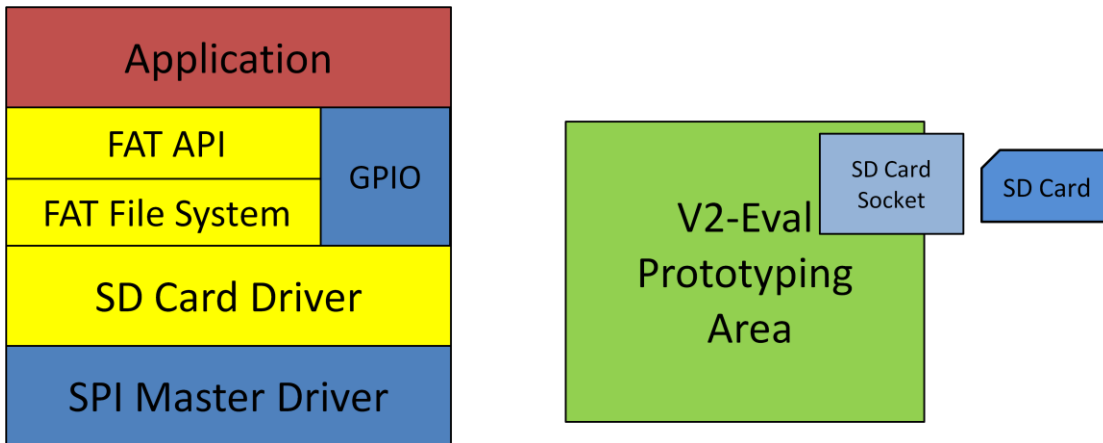 Application
FAT API
GPIO
FAT File System
SD Card Driver
SPI Master Driver
V2-Eval
Prototyping
Area
SD Card
Socket
SD Card